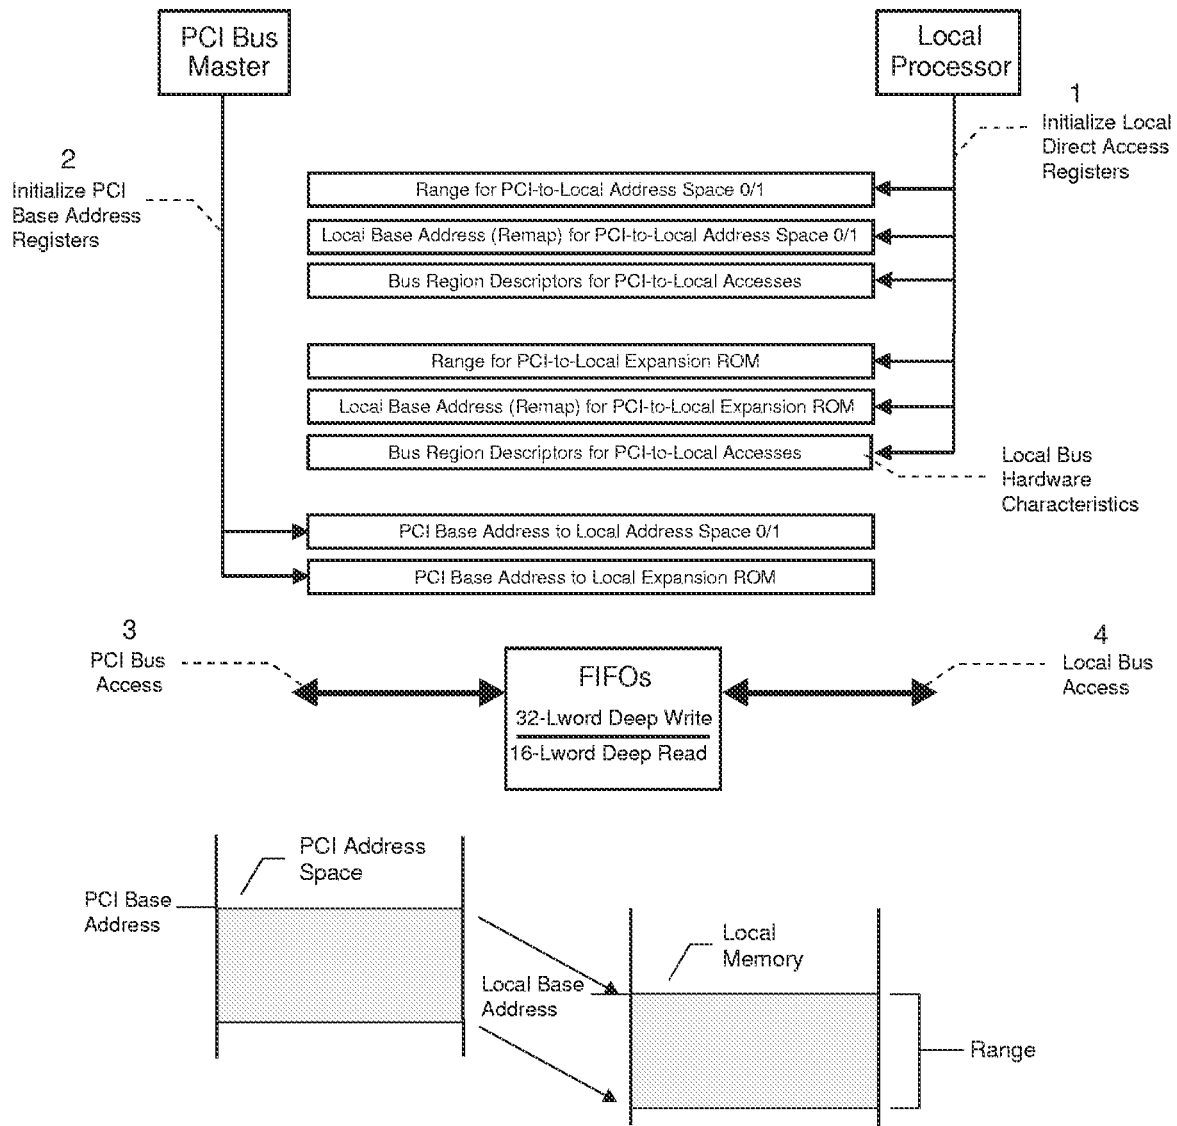 PCI Bus
Master
Local
Processor
1
Initialize Local
Direct Access
Registers
2
Initialize PCI
Base Address
Registers
Range for PCI-to-Local Address Space 0/1
Local Base Address (Remap) for PCI-to-Local Address Space 0/1
Bus Region Descriptors for PCI-to-Local Accesses
Range for PCI-to-Local Expansion ROM
Local Base Address (Remap) for PCI-to-Local Expansion ROM
Bus Region Descriptors for PCI-to-Local Accesses
Local Bus
Hardware
Characteristics
PCI Base Address to Local Address Space 0/1
PCI Base Address to Local Expansion ROM
3
PCI Bus
Access
FIFOs
32-Lword Deep Write
16-Lword Deep Read
4
Local Bus
Access
PCI Address
Space
PCI Base
Address
Local
Memory
Local Base
Address
Range